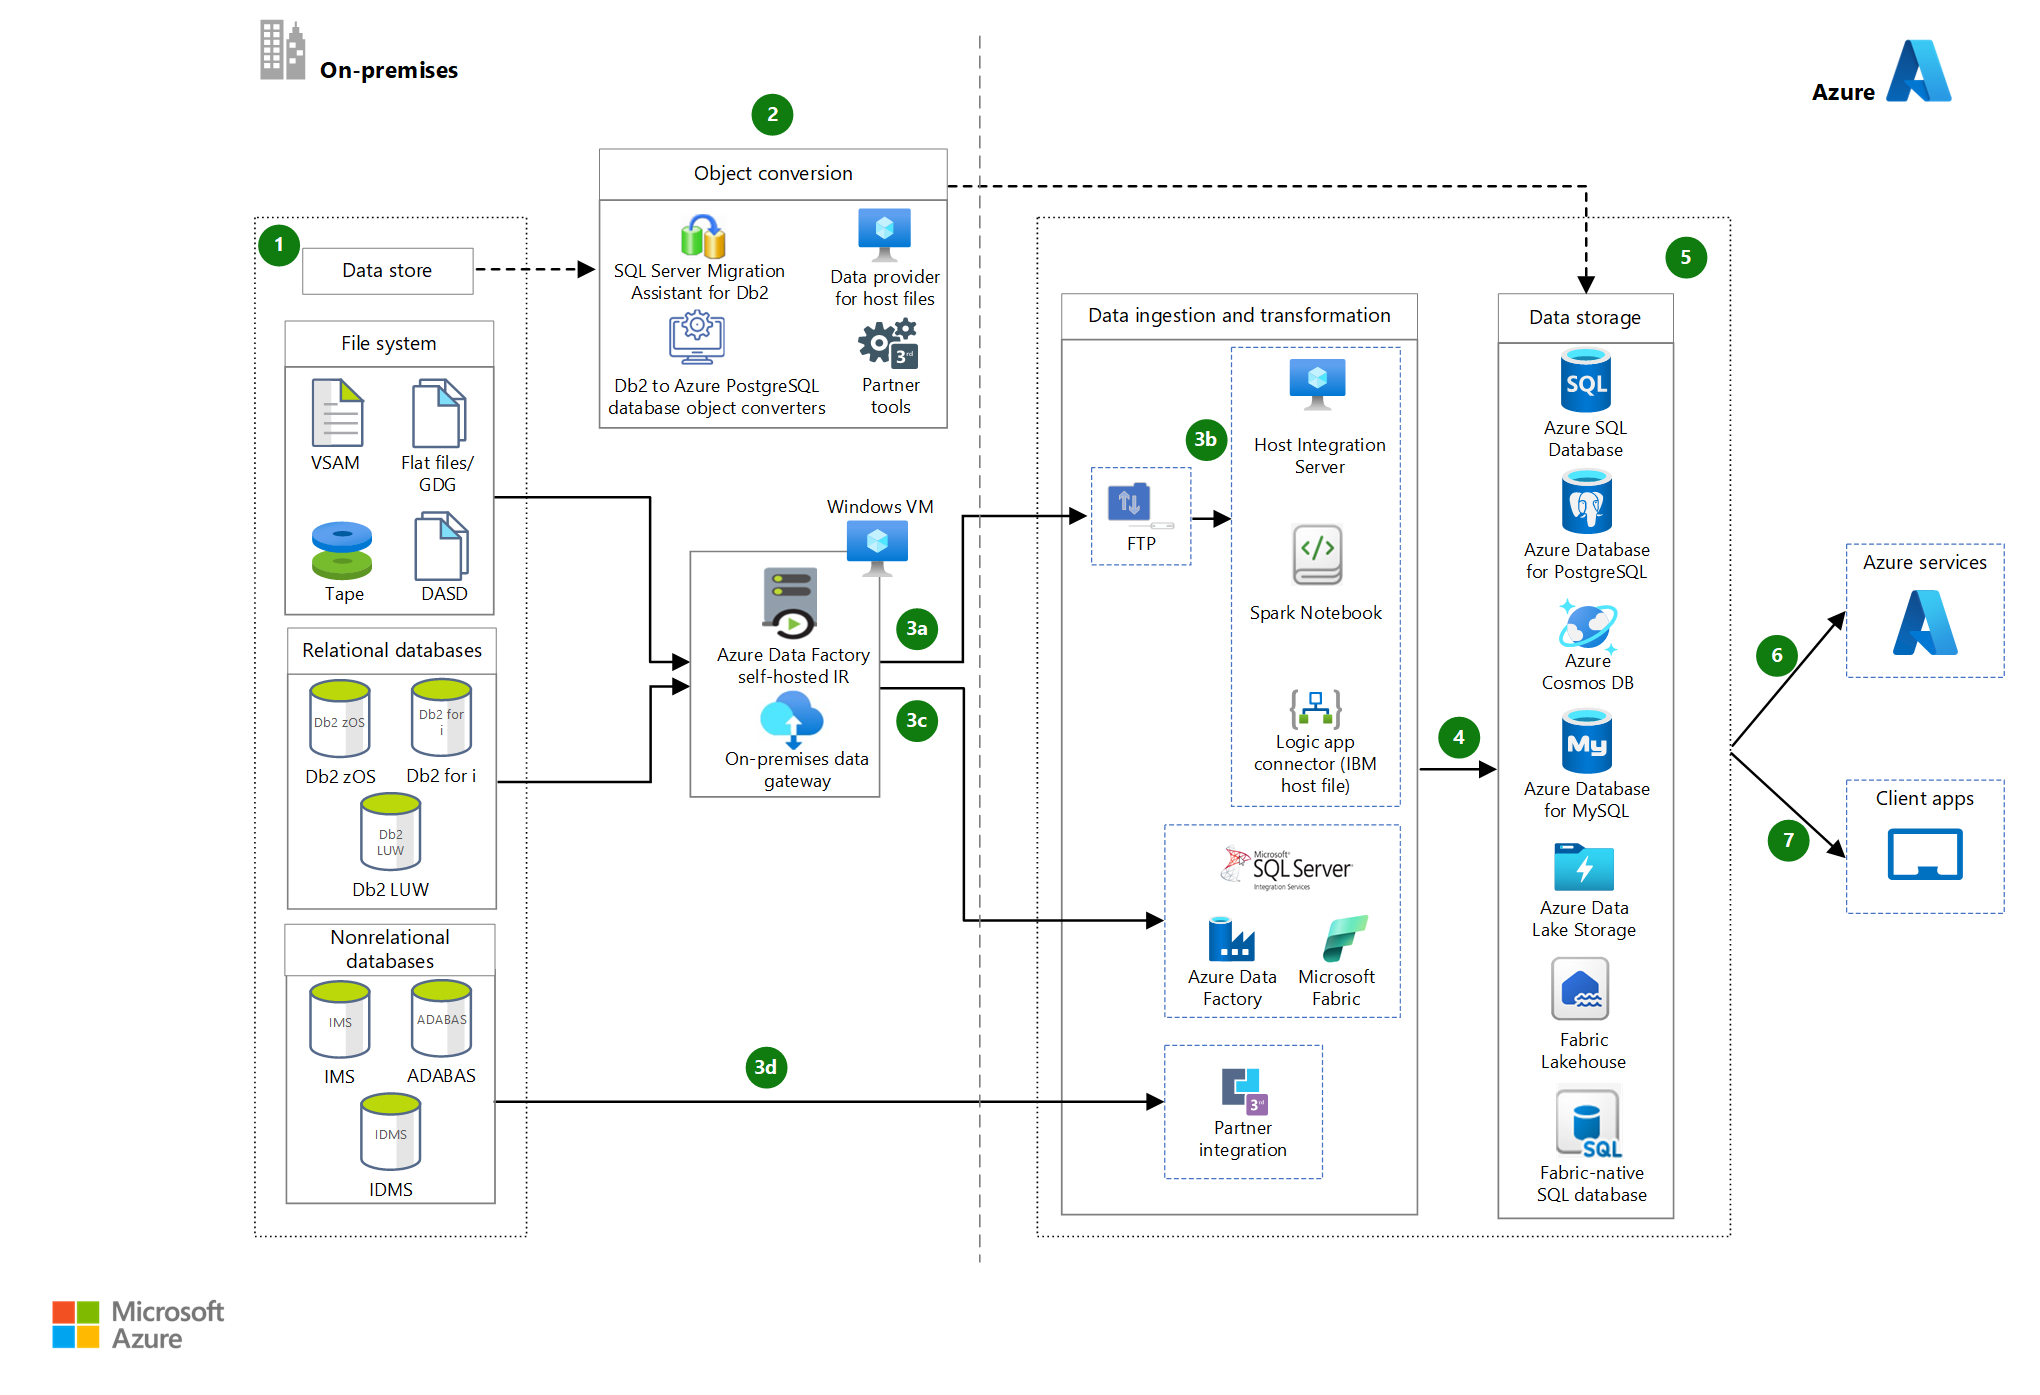 On-premises
Azure
2
Object conversion
SQL Server Migration
Assistant for Db2
Data provider
for host files
Db2 to Azure PostgreSQL
database object converters
3rd
Partner
tools
1
Data store
File system
VSAM
Flat files/
GDG
Tape
DASD
Relational databases
Db2 zOS
Db2 zOS
Db2 for
i
Db2 for i
Db2
LUW
Db2 LUW
Nonrelational
databases
IMS
IMS
ADABAS
ADABAS
IDMS
IDMS
Windows VM
Azure Data Factory
self-hosted IR
On-premises data
gateway
3a
3c
3d
5
Data ingestion and transformation
3b
FTP
Host Integration
Server
Spark Notebook
Logic app
connector (IBM
host file)
Microsoft
SQL Server
Integration Services
Azure Data
Factory
Microsoft
Fabric
3rd
Partner
integration
4
Data storage
SQL
Azure SQL
Database
Azure Database
for PostgreSQL
Azure
Cosmos DB
My
Azure Database
for MySQL
Azure Data
Lake Storage
Fabric
Lakehouse
SQL
Fabric-native
SQL database
6
Azure services
7
Client apps
Microsoft
Azure